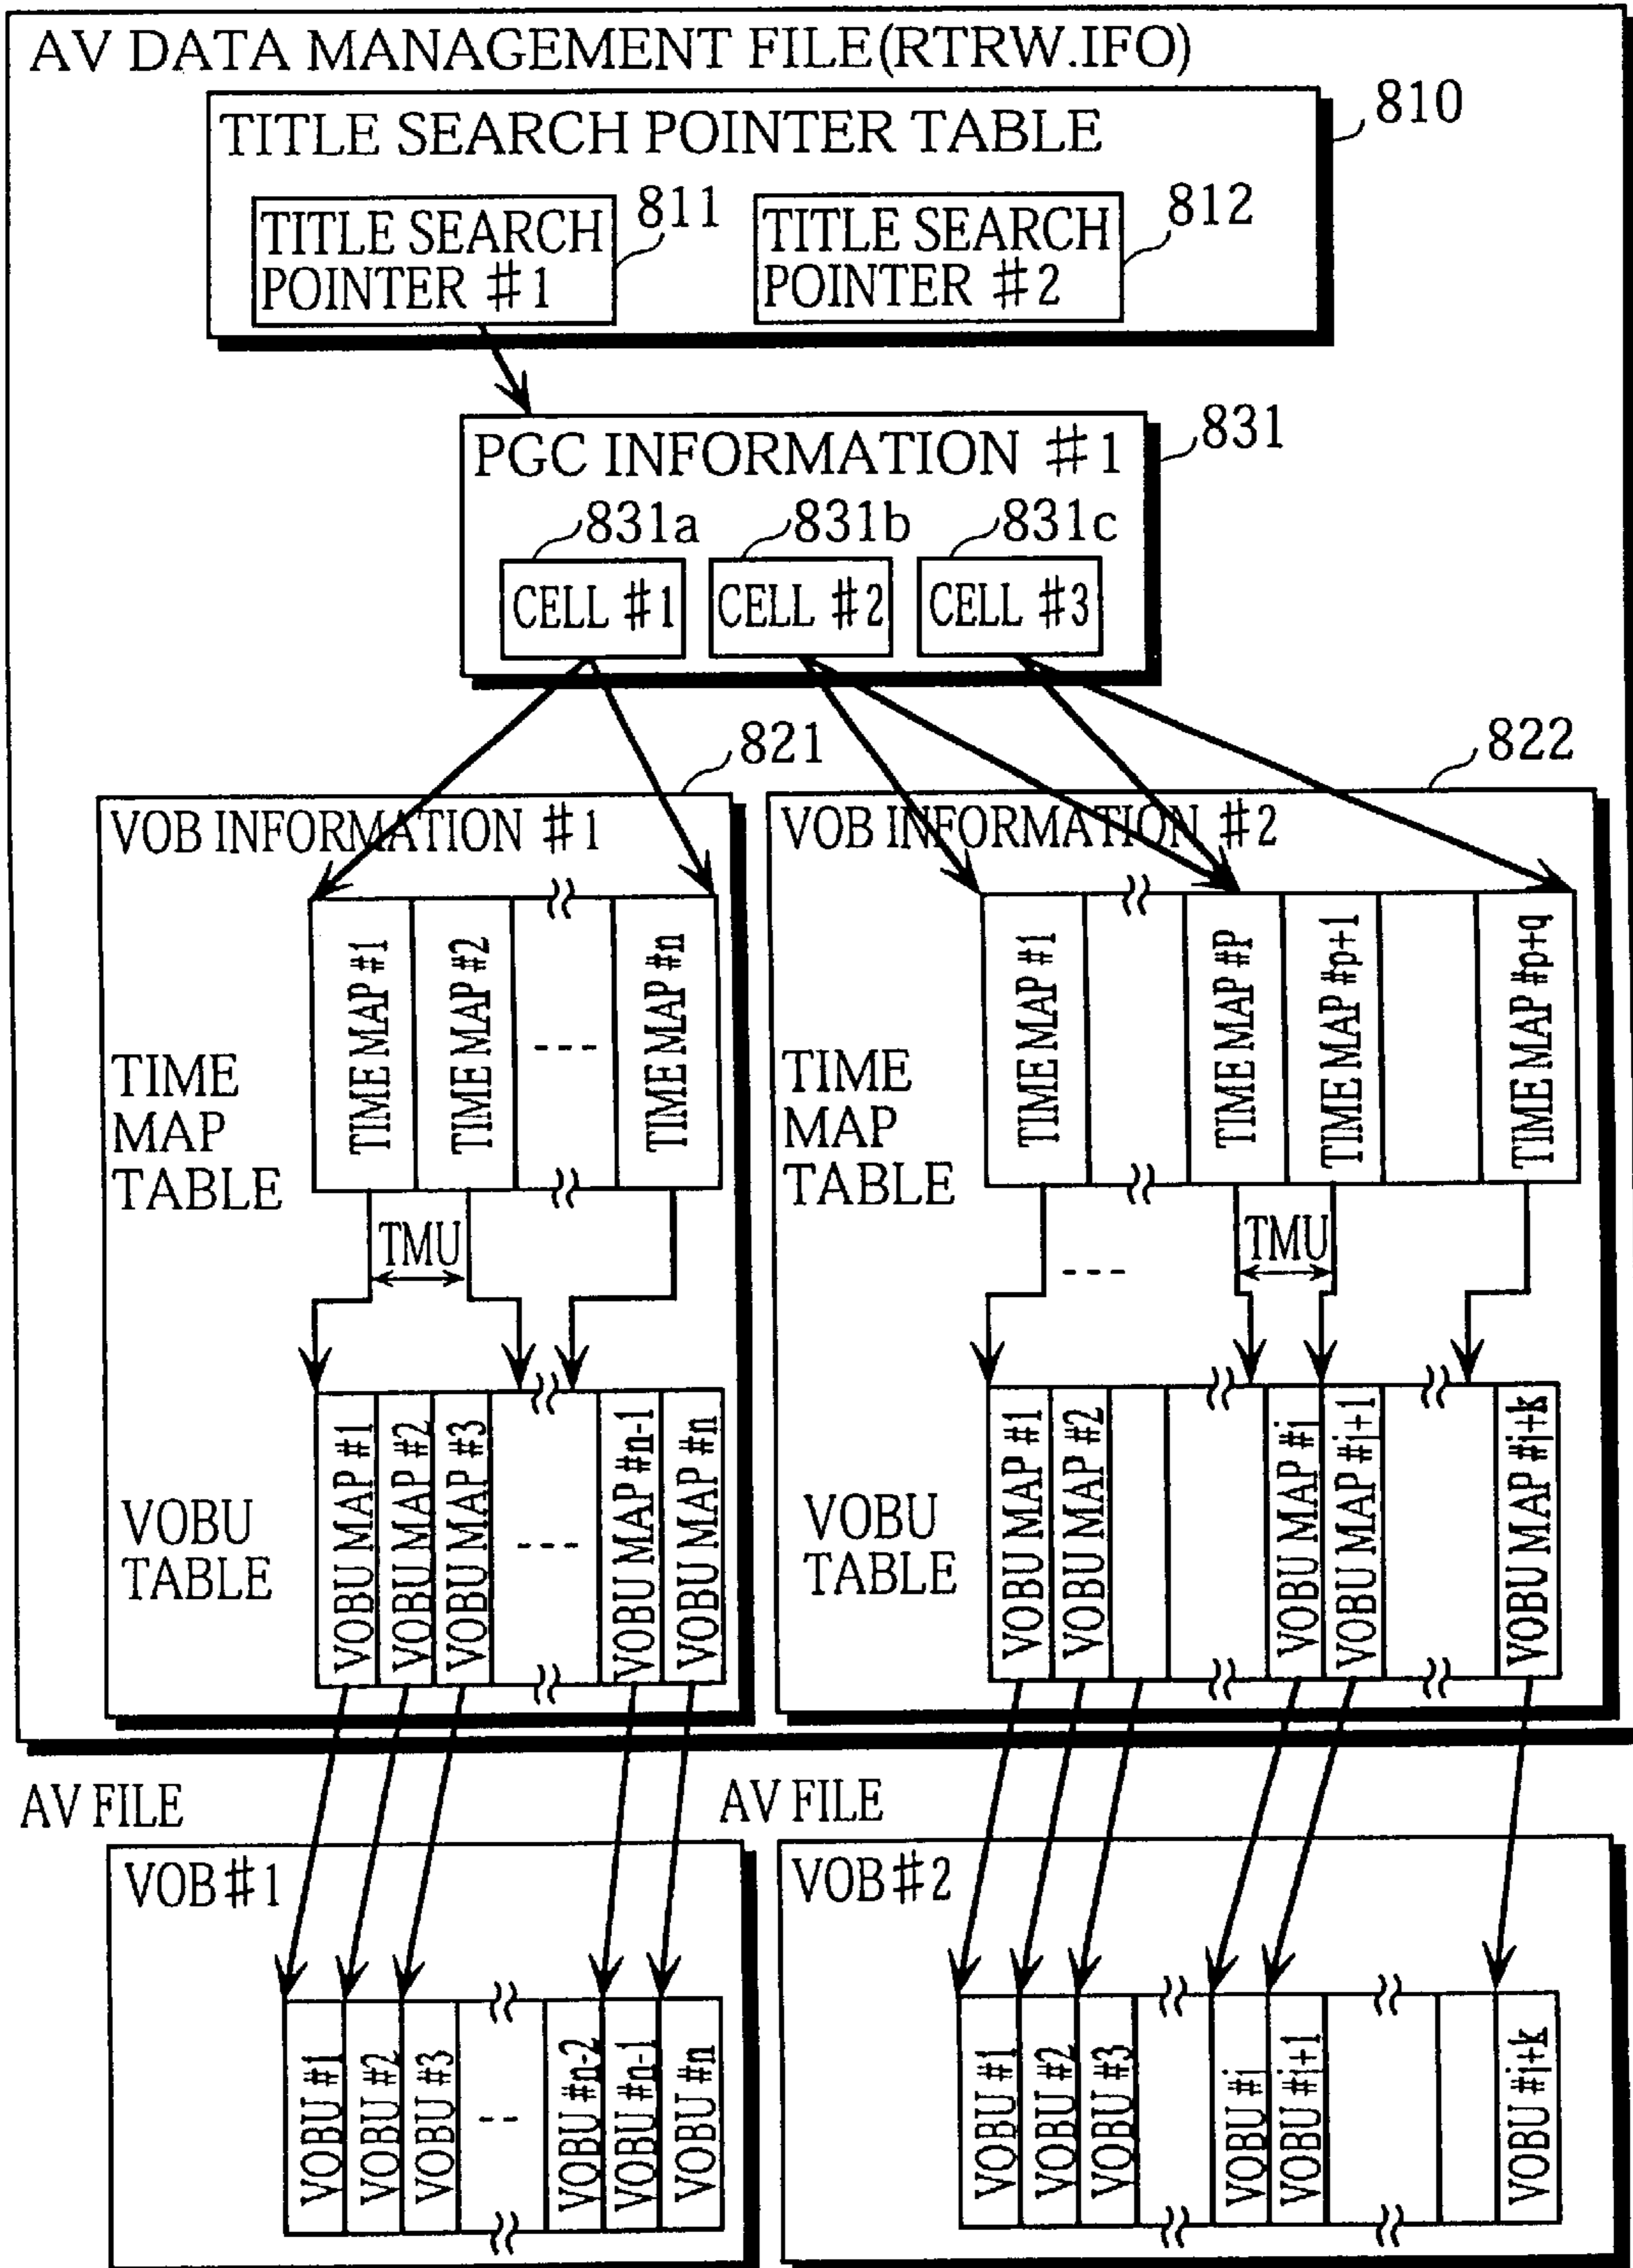 AV DATA MANAGEMENT FILE(RTRW.IFO)
TITLE SEARCH POINTER TABLE
810
TITLE SEARCH
POINTER #1
811
TITLE SEARCH
POINTER #2
812
PGC INFORMATION #1
831
831a
831b
831c
CELL #1
CELL #2
CELL #3
821
822
VOB INFORMATION #1
TIME MAP #1
TIME MAP #2
---
TIME MAP #n
TIME
MAP
TABLE
TMU
VOBU MAP #1
VOBU MAP #2
VOBU MAP #3
---
VOBU MAP #n-1
VOBU MAP #n
VOBU
TABLE
VOB INFORMATION #2
TIME MAP #1
TIME MAP #P
TIME MAP #p+1
TIME MAP #p+q
TIME
MAP
TABLE
---
TMU
VOBU MAP #1
VOBU MAP #2
VOBU MAP #i
VOBU MAP #i+1
VOBU MAP #i+k
VOBU
TABLE
AV FILE
VOB#1
VOBU #1
VOBU #2
VOBU #3
--
VOBU #n-2
VOBU #n-1
VOBU #n
AV FILE
VOB#2
VOBU #1
VOBU #2
VOBU #3
VOBU #i
VOBU #i+1
VOBU #i+k